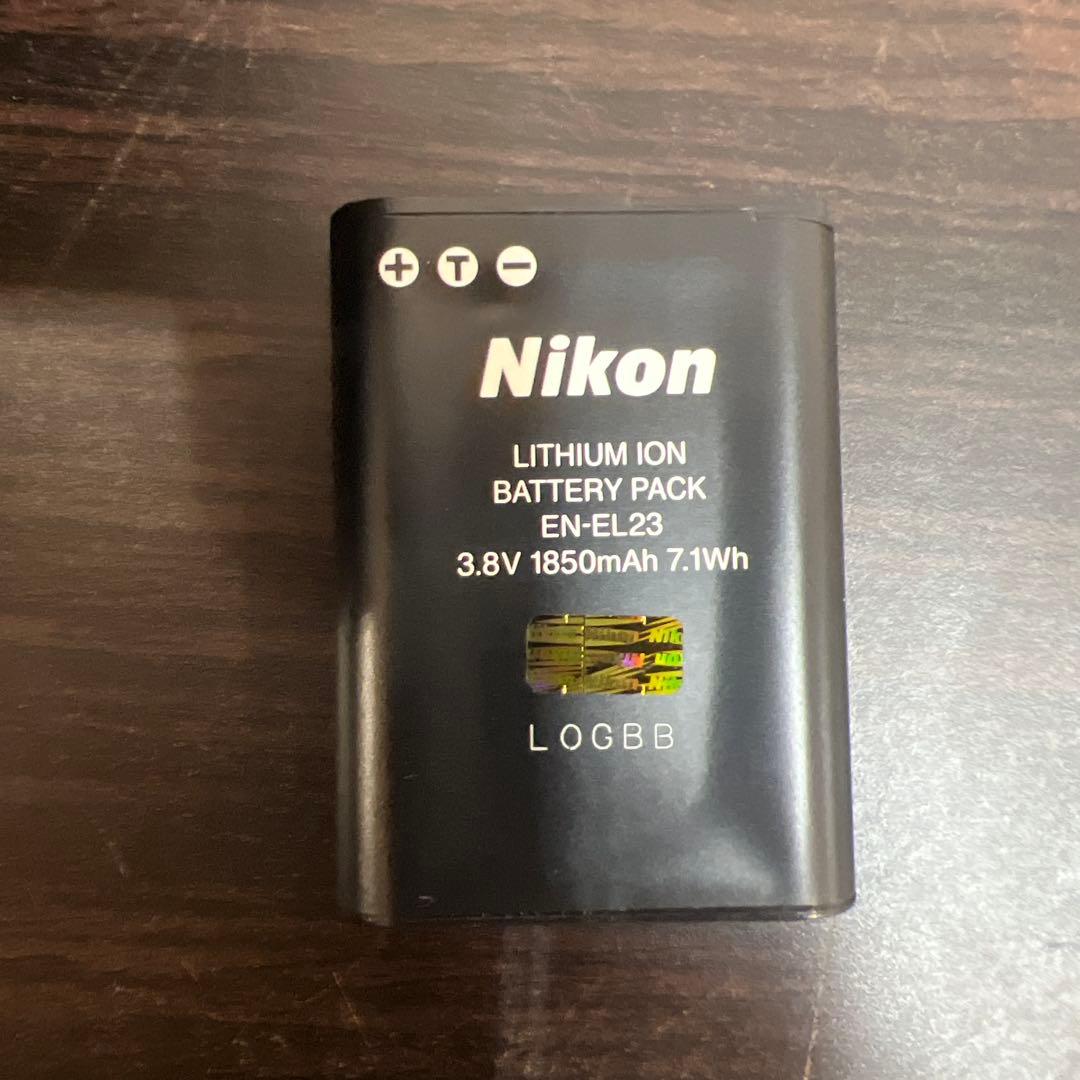 + T −
Nikon
LITHIUM ION
BATTERY PACK
EN-EL23
3.8V 1850mAh 7.1Wh
LOGBB